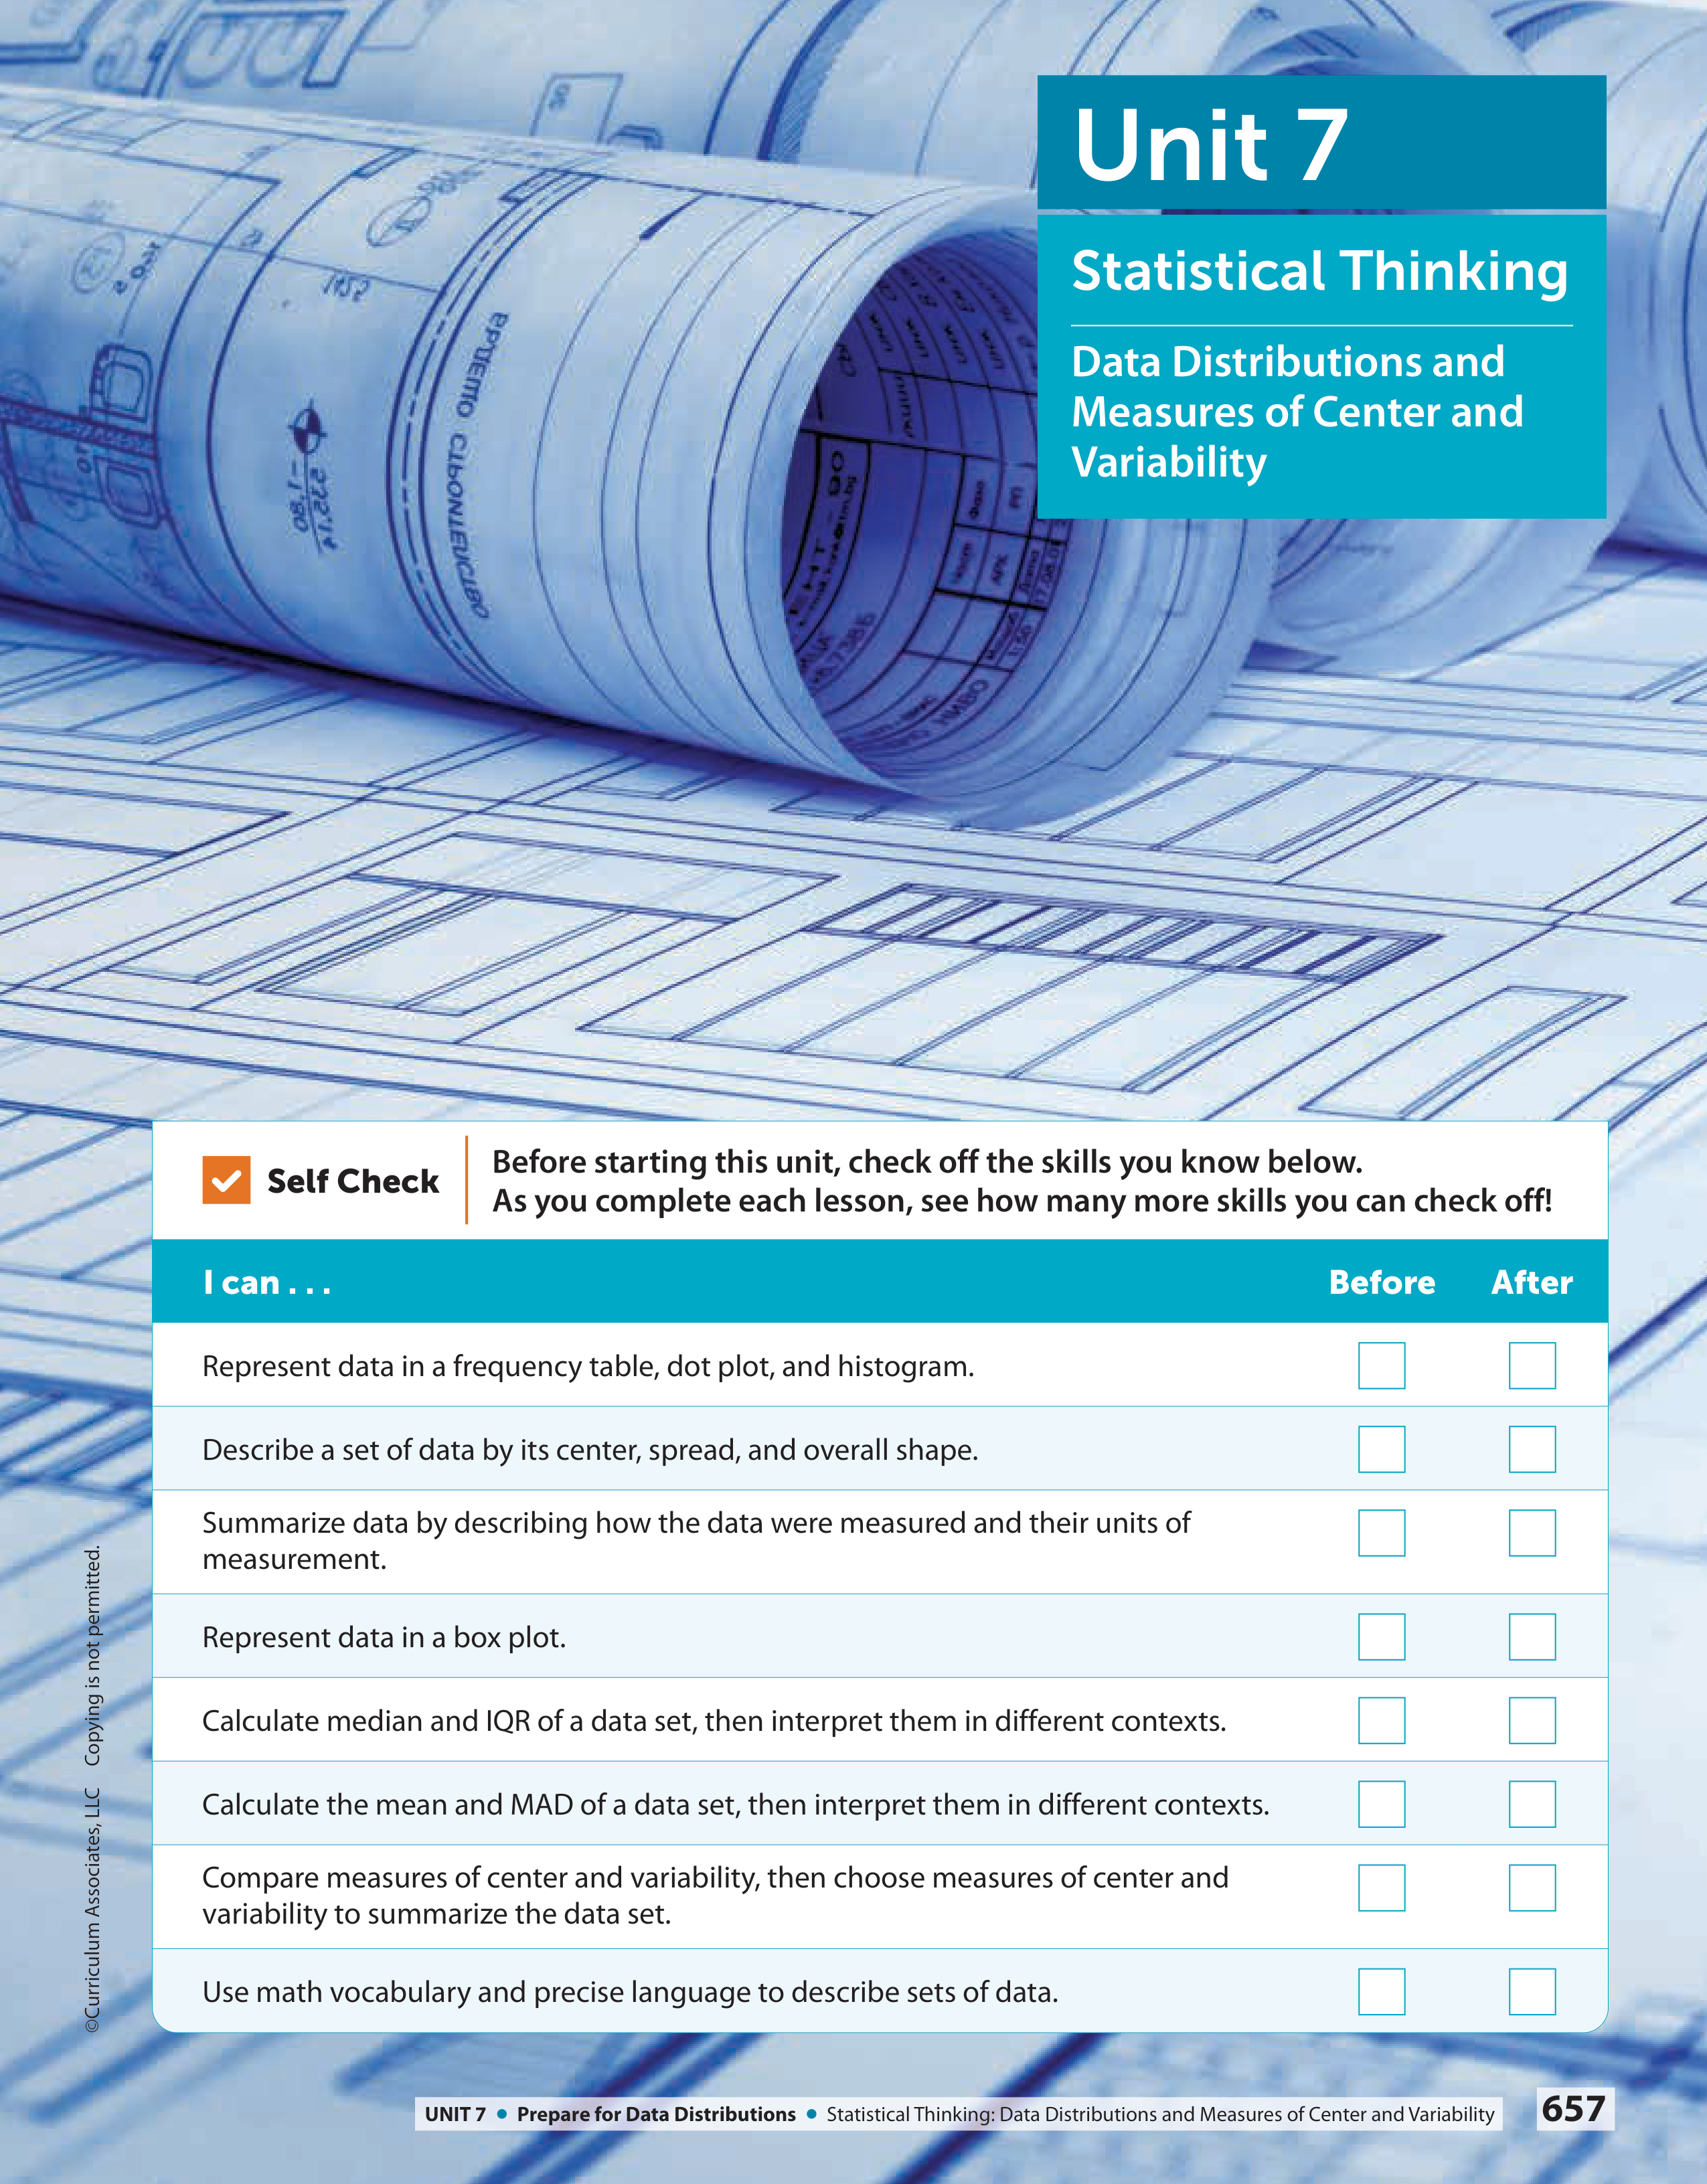 Unit 7
Statistical Thinking
Data Distributions and
Measures of Center and
Variability
1:50
НИВО
Self Check
Before starting this unit, check off the skills you know below.
As you complete each lesson, see how many more skills you can check off!
I can . . .
Before
After
Represent data in a frequency table, dot plot, and histogram.
Describe a set of data by its center, spread, and overall shape.
Summarize data by describing how the data were measured and their units of
measurement.
Represent data in a box plot.
Calculate median and IQR of a data set, then interpret them in different contexts.
Calculate the mean and MAD of a data set, then interpret them in different contexts.
Compare measures of center and variability, then choose measures of center and
variability to summarize the data set.
Use math vocabulary and precise language to describe sets of data.
©Curriculum Associates, LLC Copying is not permitted.
UNIT 7 • Prepare for Data Distributions • Statistical Thinking: Data Distributions and Measures of Center and Variability
657